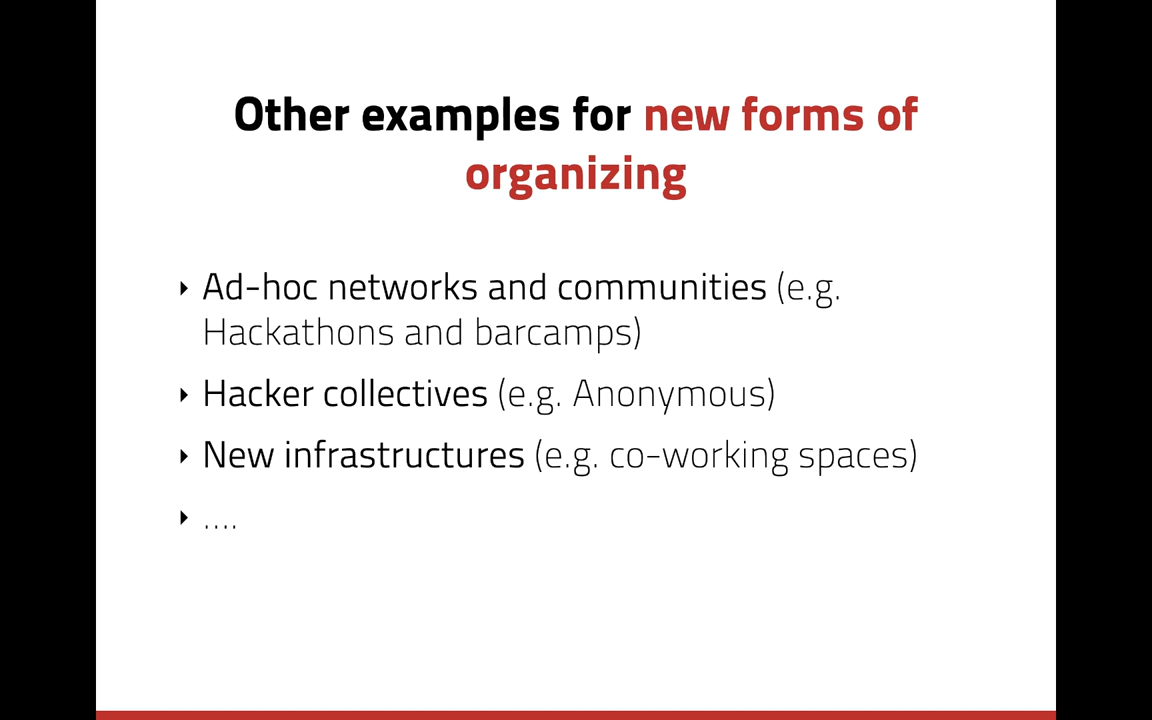 Other examples for new forms of
organizing
‣ Ad-hoc networks and communities (e.g.
Hackathons and barcamps)
‣ Hacker collectives (e.g. Anonymous)
‣ New infrastructures (e.g. co-working spaces)
‣ ....